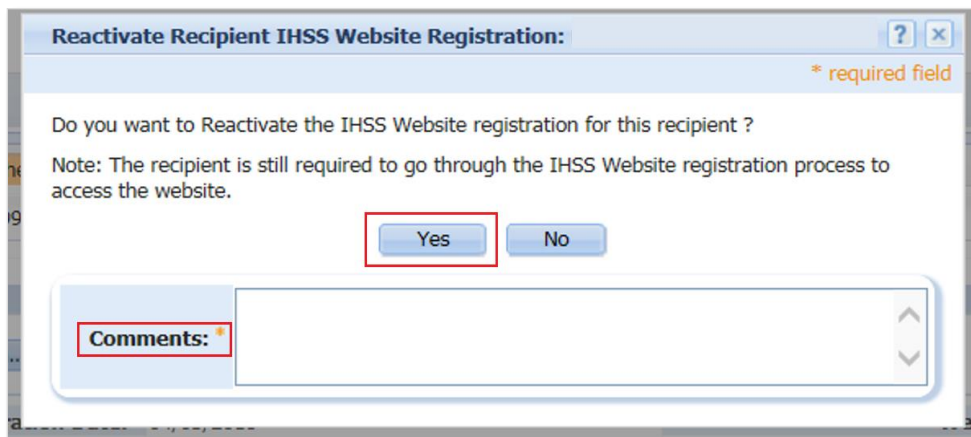 Reactivate Recipient IHSS Website Registration: ? ×
* required field
Do you want to Reactivate the IHSS Website registration for this recipient ?
Note: The recipient is still required to go through the IHSS Website registration process to
access the website.
Yes No
Comments: *